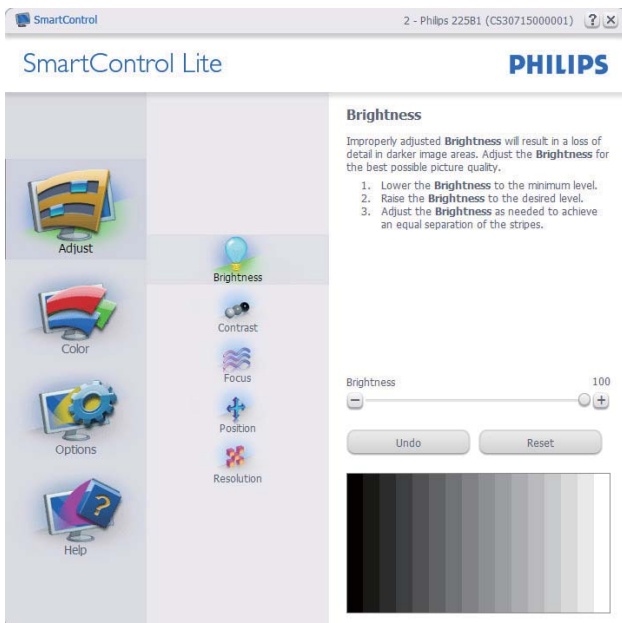 SmartControl
2 - Philips 225B1 (CS30715000001)
?
SmartControl Lite
PHILIPS
Adjust
Color
Options
?
Help
Brightness
Contrast
Focus
Position
Resolution
Brightness
Improperly adjusted Brightness will result in a loss of
detail in darker image areas. Adjust the Brightness for
the best possible picture quality.
1. Lower the Brightness to the minimum level.
2. Raise the Brightness to the desired level.
3. Adjust the Brightness as needed to achieve
an equal separation of the stripes.
Brightness 100
Undo Reset